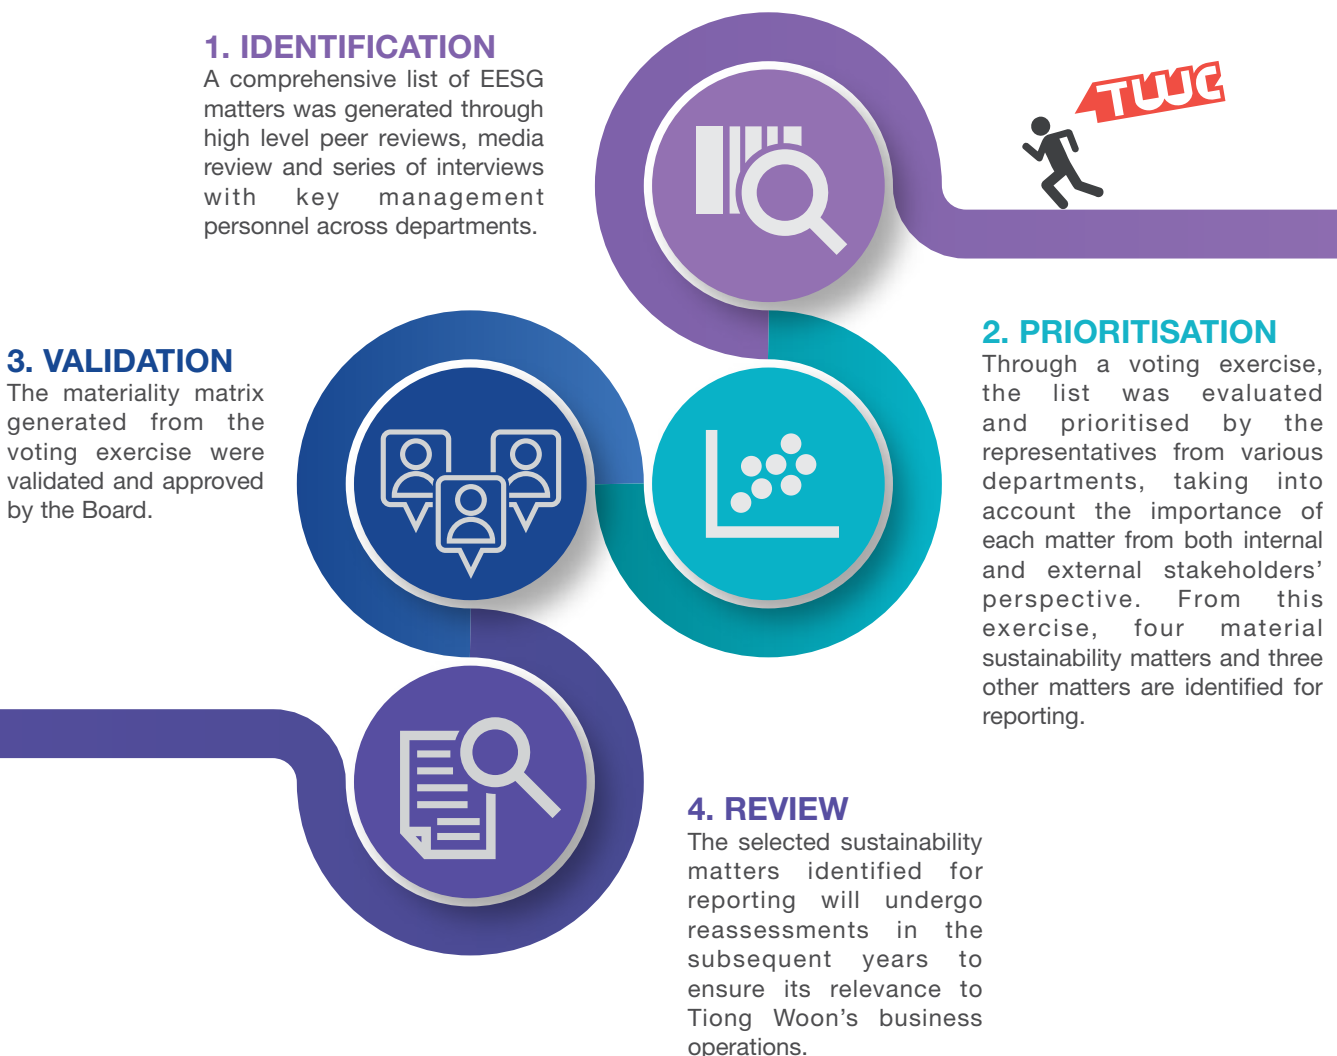 1. IDENTIFICATION
A comprehensive list of EESG
matters was generated through
high level peer reviews, media
review and series of interviews
with key management
personnel across departments.
TWC
2. PRIORITISATION
Through a voting exercise,
the list was evaluated
and prioritised by the
representatives from various
departments, taking into
account the importance of
each matter from both internal
and external stakeholders’
perspective. From this
exercise, four material
sustainability matters and three
other matters are identified for
reporting.
3. VALIDATION
The materiality matrix
generated from the
voting exercise were
validated and approved
by the Board.
4. REVIEW
The selected sustainability
matters identified for
reporting will undergo
reassessments in the
subsequent years to
ensure its relevance to
Tiong Woon’s business
operations.